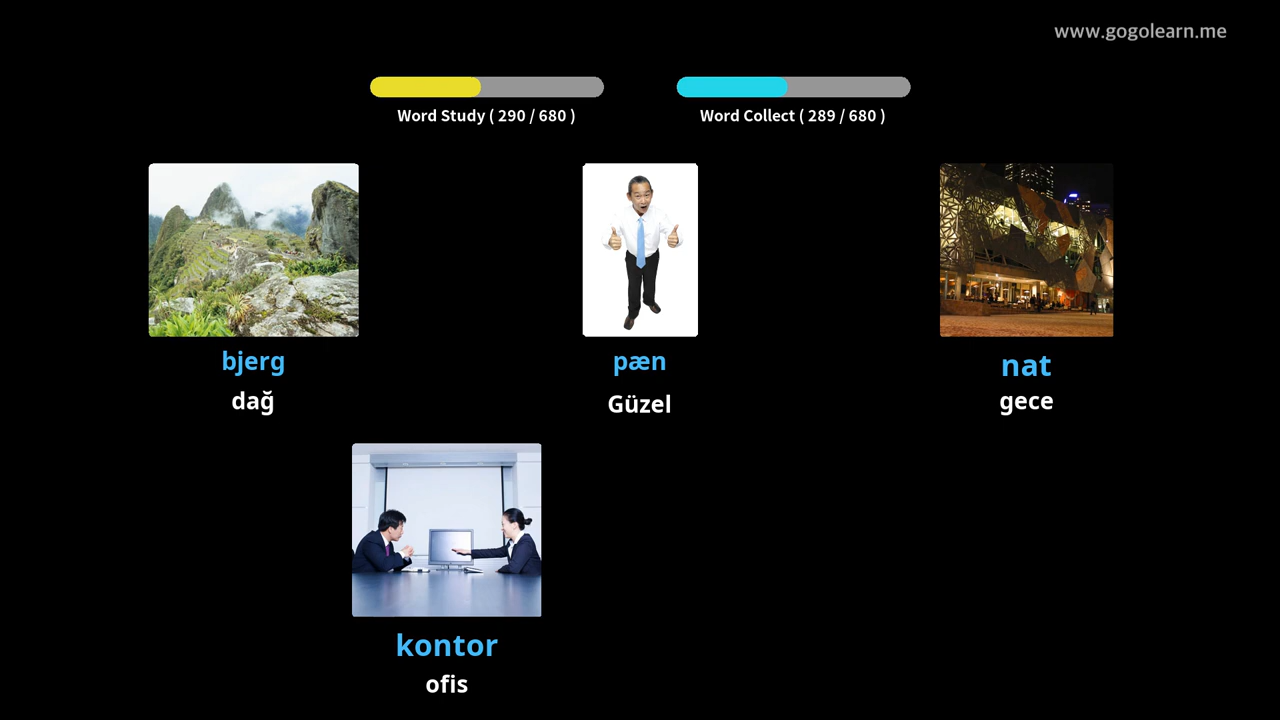 www.gogolearn.me
Word Study ( 290 / 680 )
Word Collect ( 289 / 680 )
bjerg
dağ
pæn
Güzel
nat
gece
kontor
ofis